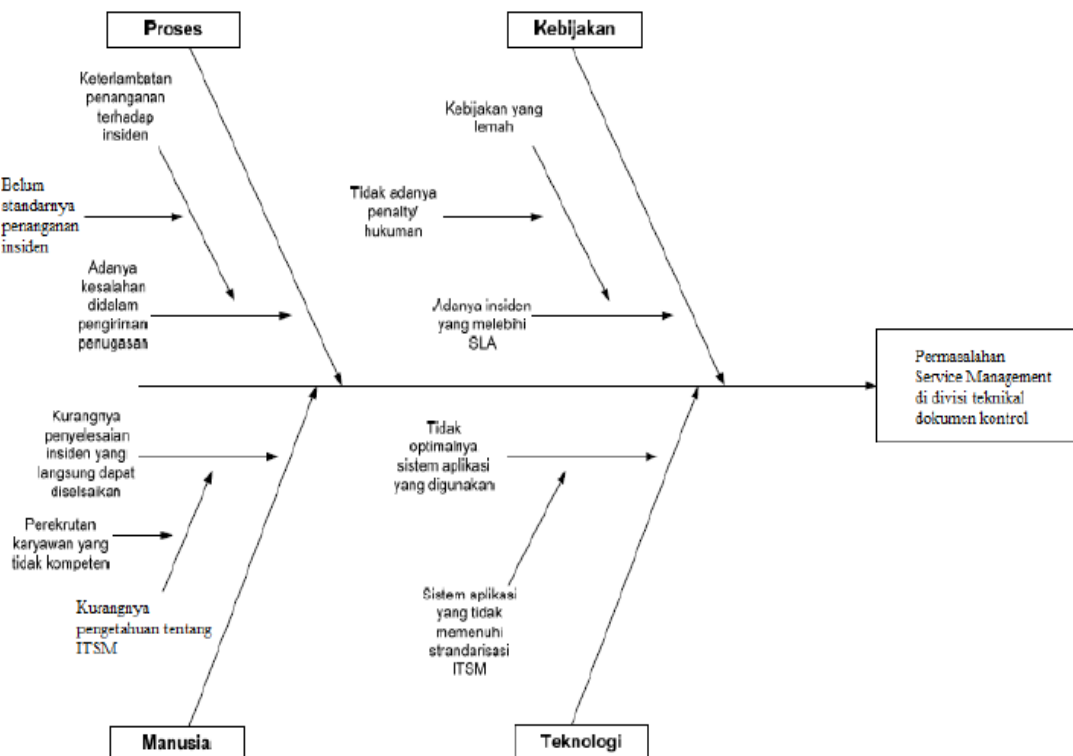 Proses
Kebijakan
Keterlambatan
penanganan
terhadap
insiden
Kebijakan yang
lemah
Belum
standarnya
penanganan
insiden
Tidak adanya
penalty/
hukuman
Adanya
kesalahan
didalam
pengiriman
penugasan
Adanya insiden
yang melebihi
SLA
Permasalahan
Service Management
di divisi teknikal
dokumen kontrol
Kurangnya
penyelesaian
insiden yang
langsung dapat
diselsaikan
Tidak
optimalnya
sistem aplikasi
yang digunakan
Perekrutan
karyawan yang
tidak kompeten
Kurangnya
pengetahuan tentang
ITSM
Sistem aplikasi
yang tidak
memenuhi
strandarisasi
ITSM
Manusia
Teknologi